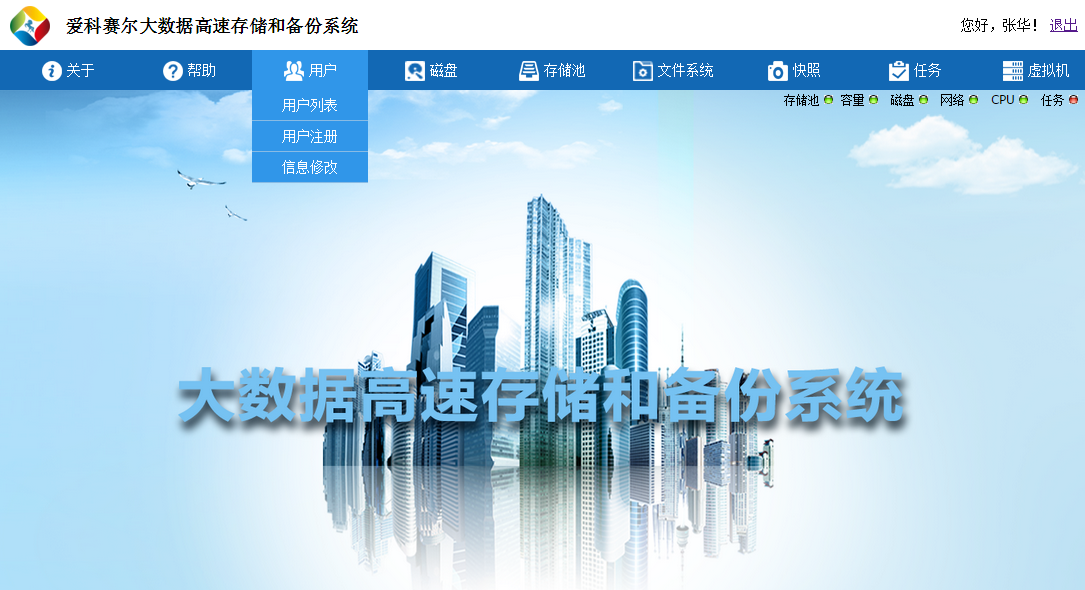 爱科赛尔大数据高速存储和备份系统
您好，张华！ 退出
关于 帮助 用户 磁盘 存储池 文件系统 快照 任务 虚拟机
存储池 容量 磁盘 网络 CPU 任务
用户列表
用户注册
信息修改
大数据高速存储和备份系统